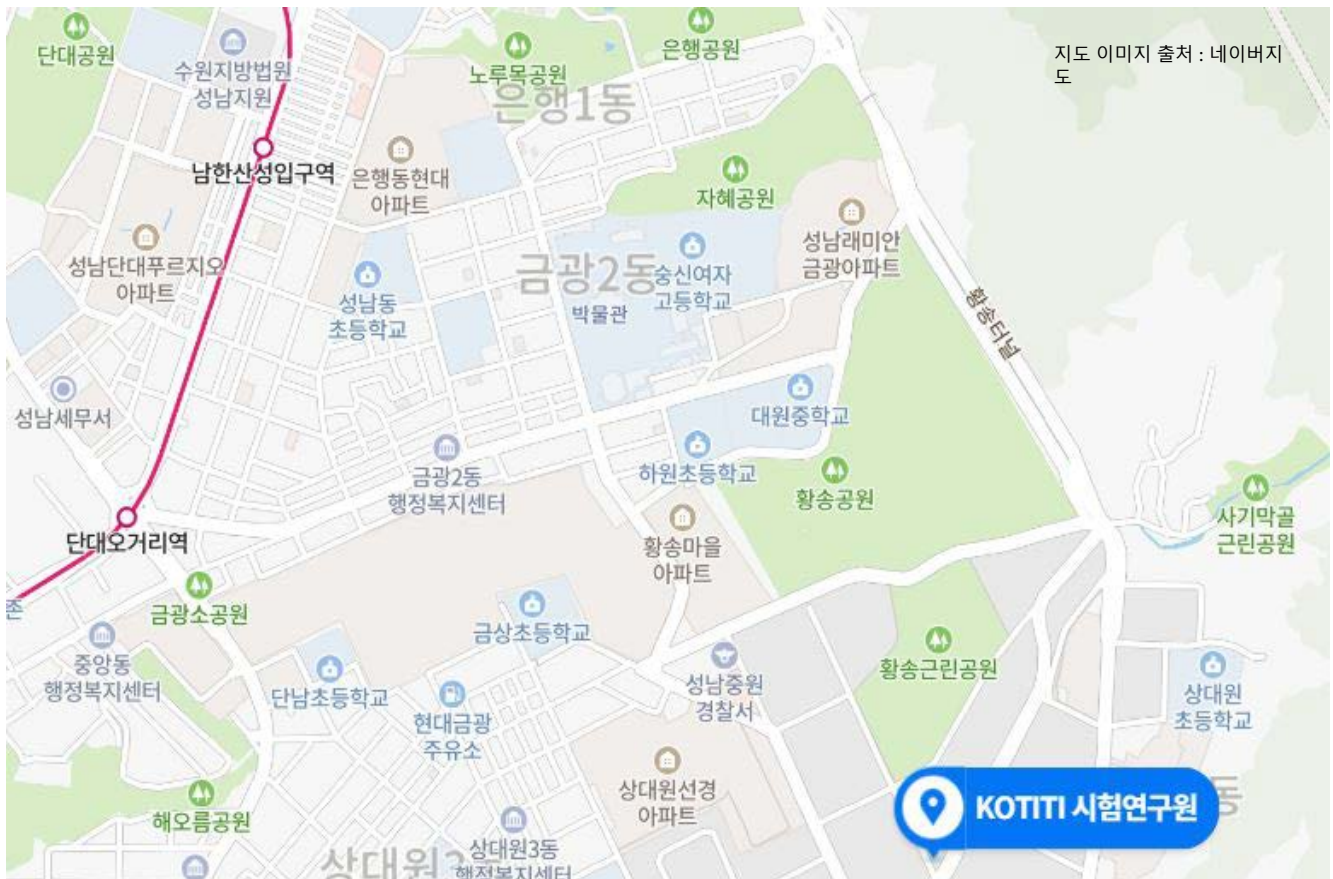 지도 이미지 출처 : 네이버지
도
단대공원
수원지방법원
성남지원
노루목공원
은행공원
은행1동
남한산성입구역
은행동현대
아파트
자혜공원
성남단대푸르지오
아파트
성남동
초등학교
금광2동
숭신여자
고등학교
박물관
성남래미안
금광아파트
황송터널
성남세무서
대원중학교
금광2동
행정복지센터
하원초등학교
황송공원
사기막골
근린공원
단대오거리역
황송마을
아파트
금광소공원
존
금상초등학교
중앙동
행정복지센터
단남초등학교
현대금광
주유소
성남중원
경찰서
황송근린공원
상대원
초등학교
해오름공원
상대원선경
아파트
KOTITI 시험연구원
동
상대원3동
행정복지센터
상대원